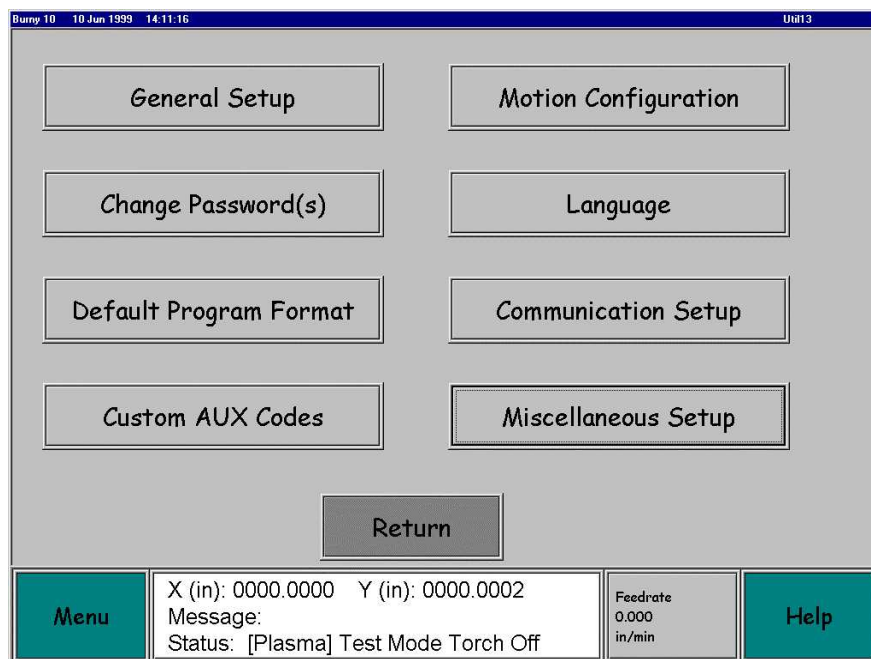 Burny 10 10 Jun 1999 14:11:16 Util13
General Setup Motion Configuration
Change Password(s) Language
Default Program Format Communication Setup
Custom AUX Codes Miscellaneous Setup
Return
Menu
X (in): 0000.0000 Y (in): 0000.0002
Message:
Status: [Plasma] Test Mode Torch Off
Feedrate
0.000
in/min
Help